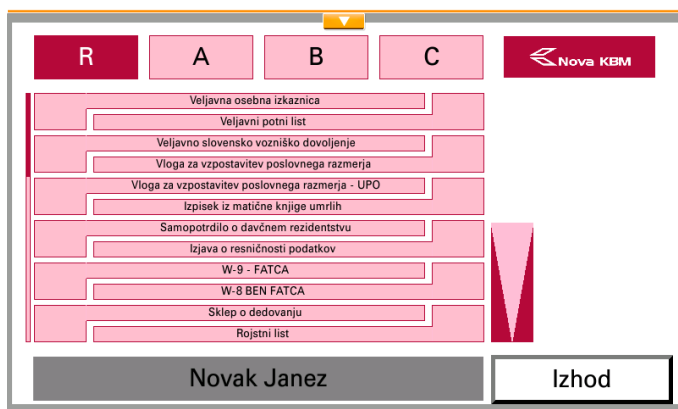 R
A
B
C
Nova KBM
Veljavna osebna izkaznica
Veljavni potni list
Veljavno slovensko vozniško dovoljenje
Vloga za vzpostavitev poslovnega razmerja
Vloga za vzpostavitev poslovnega razmerja - UPO
Izpisek iz matične knjige umrlih
Samopotrdilo o davčnem rezidentstvu
Izjava o resničnosti podatkov
W-9 - FATCA
W-8 BEN FATCA
Sklep o dedovanju
Rojstni list
Novak Janez
Izhod